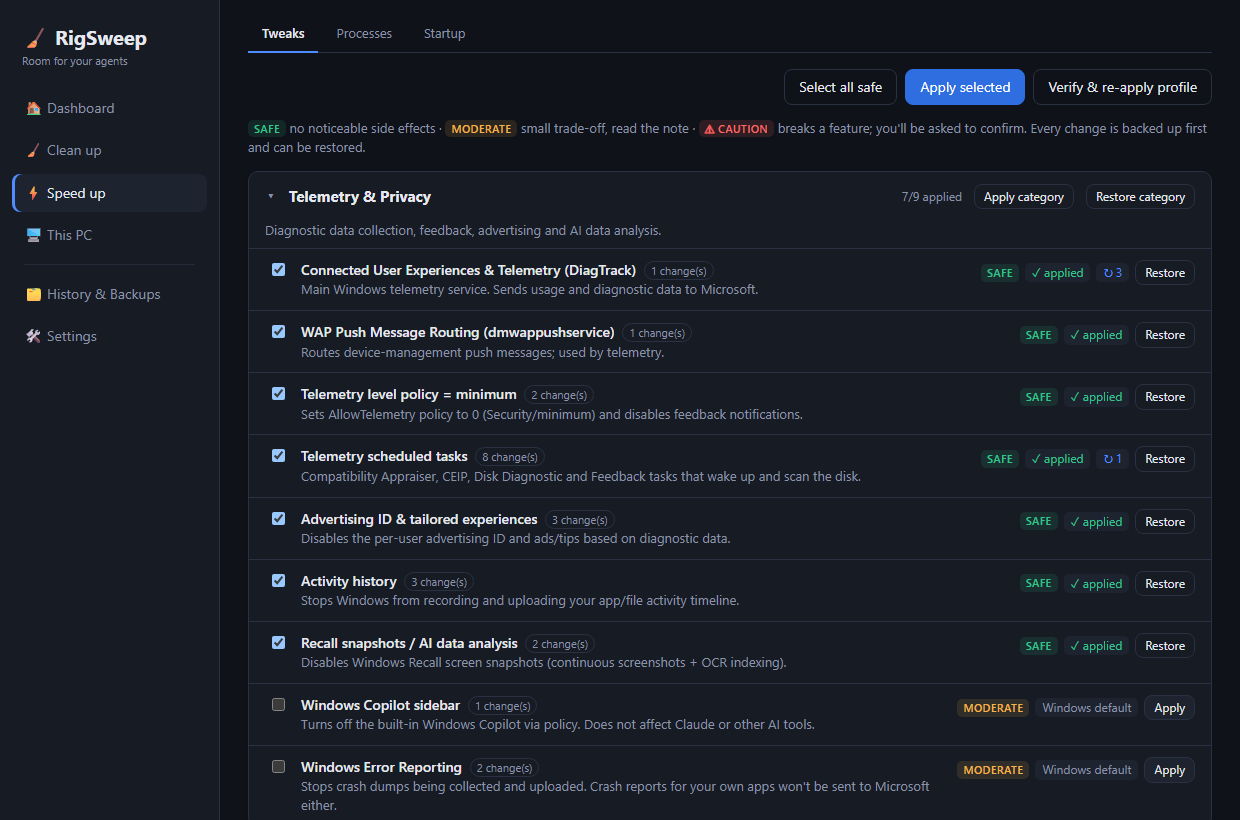 RigSweep
Room for your agents
Dashboard
Clean up
Speed up
This PC
History & Backups
Settings
Tweaks Processes Startup
Select all safe Apply selected Verify & re-apply profile
SAFE no noticeable side effects · MODERATE small trade-off, read the note · ⚠ CAUTION breaks a feature; you'll be asked to confirm. Every change is backed up first
and can be restored.
▾ Telemetry & Privacy 7/9 applied Apply category Restore category
Diagnostic data collection, feedback, advertising and AI data analysis.
Connected User Experiences & Telemetry (DiagTrack) 1 change(s) SAFE ✓ applied ↻ 3 Restore
Main Windows telemetry service. Sends usage and diagnostic data to Microsoft.
WAP Push Message Routing (dmwappushservice) 1 change(s) SAFE ✓ applied Restore
Routes device-management push messages; used by telemetry.
Telemetry level policy = minimum 2 change(s) SAFE ✓ applied Restore
Sets AllowTelemetry policy to 0 (Security/minimum) and disables feedback notifications.
Telemetry scheduled tasks 8 change(s) SAFE ✓ applied ↻ 1 Restore
Compatibility Appraiser, CEIP, Disk Diagnostic and Feedback tasks that wake up and scan the disk.
Advertising ID & tailored experiences 3 change(s) SAFE ✓ applied Restore
Disables the per-user advertising ID and ads/tips based on diagnostic data.
Activity history 3 change(s) SAFE ✓ applied Restore
Stops Windows from recording and uploading your app/file activity timeline.
Recall snapshots / AI data analysis 2 change(s) SAFE ✓ applied Restore
Disables Windows Recall screen snapshots (continuous screenshots + OCR indexing).
Windows Copilot sidebar 1 change(s) MODERATE Windows default Apply
Turns off the built-in Windows Copilot via policy. Does not affect Claude or other AI tools.
Windows Error Reporting 2 change(s) MODERATE Windows default Apply
Stops crash dumps being collected and uploaded. Crash reports for your own apps won't be sent to Microsoft
either.